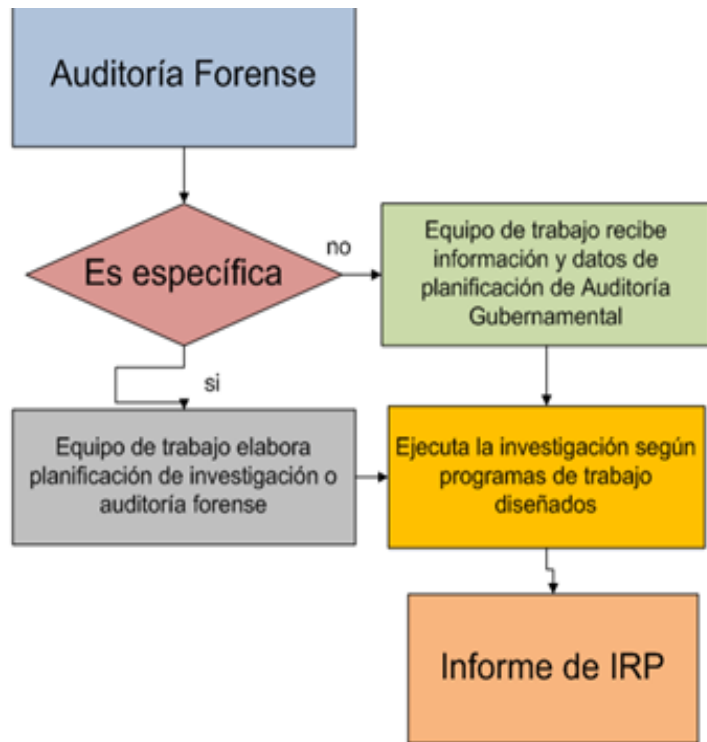 Auditoría Forense
Es específica
no
Equipo de trabajo recibe
información y datos de
planificación de Auditoría
Gubernamental
si
Equipo de trabajo elabora
planificación de investigación o
auditoría forense
Ejecuta la investigación según
programas de trabajo
diseñados
Informe de IRP